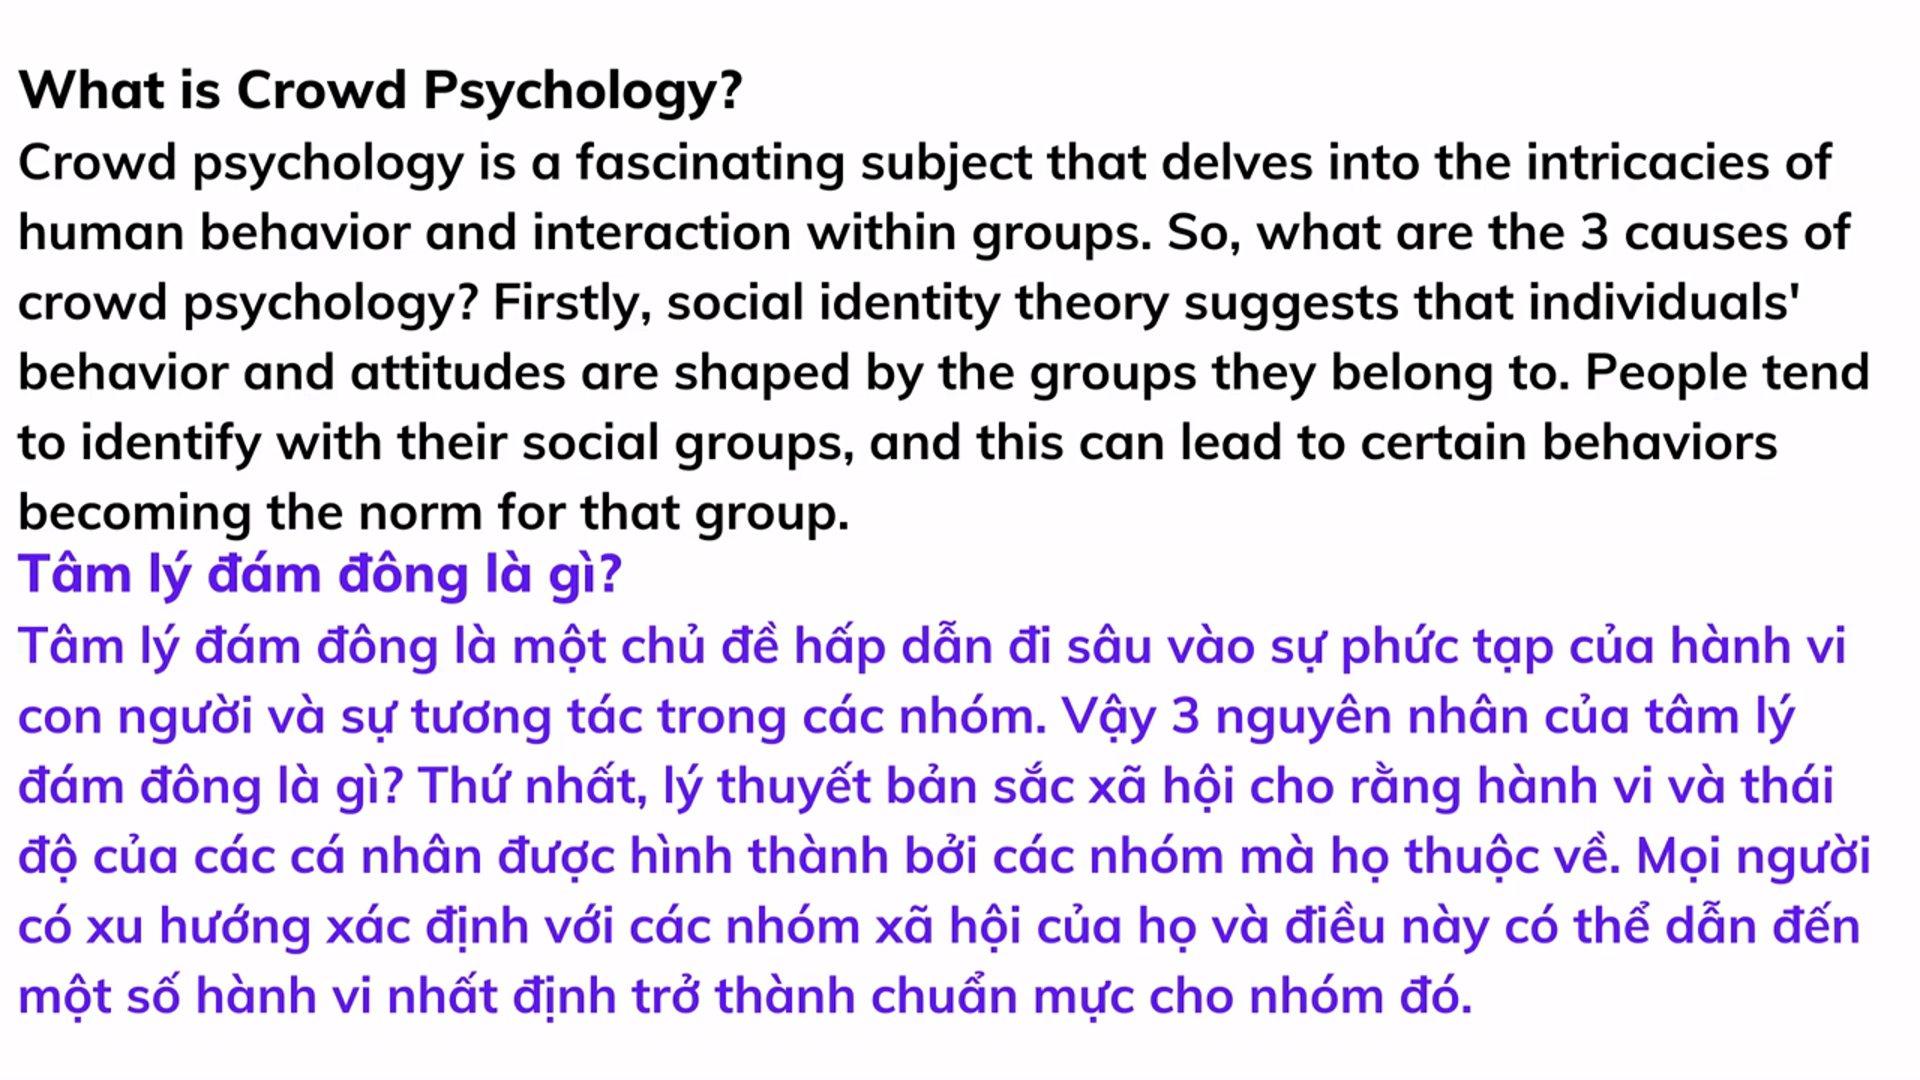 What is Crowd Psychology?
Crowd psychology is a fascinating subject that delves into the intricacies of
human behavior and interaction within groups. So, what are the 3 causes of
crowd psychology? Firstly, social identity theory suggests that individuals'
behavior and attitudes are shaped by the groups they belong to. People tend
to identify with their social groups, and this can lead to certain behaviors
becoming the norm for that group.
Tâm lý đám đông là gì?
Tâm lý đám đông là một chủ đề hấp dẫn đi sâu vào sự phức tạp của hành vi
con người và sự tương tác trong các nhóm. Vậy 3 nguyên nhân của tâm lý
đám đông là gì? Thứ nhất, lý thuyết bản sắc xã hội cho rằng hành vi và thái
độ của các cá nhân được hình thành bởi các nhóm mà họ thuộc về. Mọi người
có xu hướng xác định với các nhóm xã hội của họ và điều này có thể dẫn đến
một số hành vi nhất định trở thành chuẩn mực cho nhóm đó.